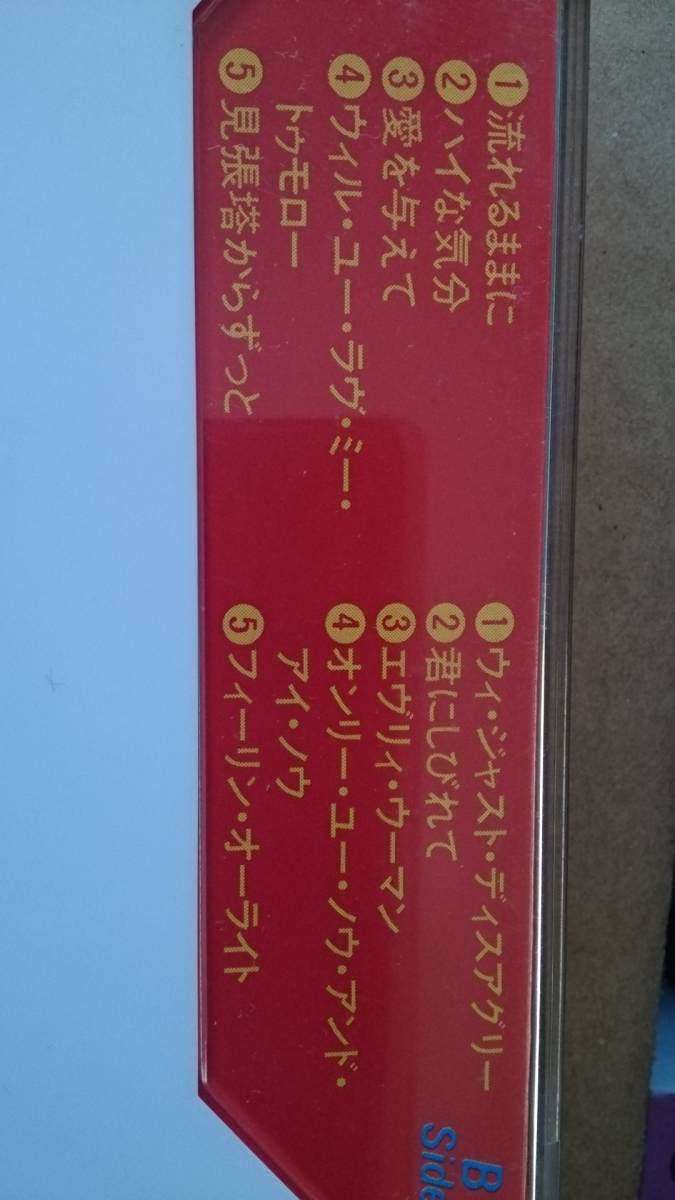 ❶流れるままに
❷ハイな気分
❸愛を与えて
❹ウィル・ユー・ラヴ・ミー・
トゥモロー
❺見張塔からずっと
B
Side
❶ウィ・ジャスト・ディスアグリー
❷君にしびれて
❸エヴリィ・ウーマン
❹オンリー・ユー・ノウ・アンド・
アイ・ノウ
❺フィーリン・オーライト